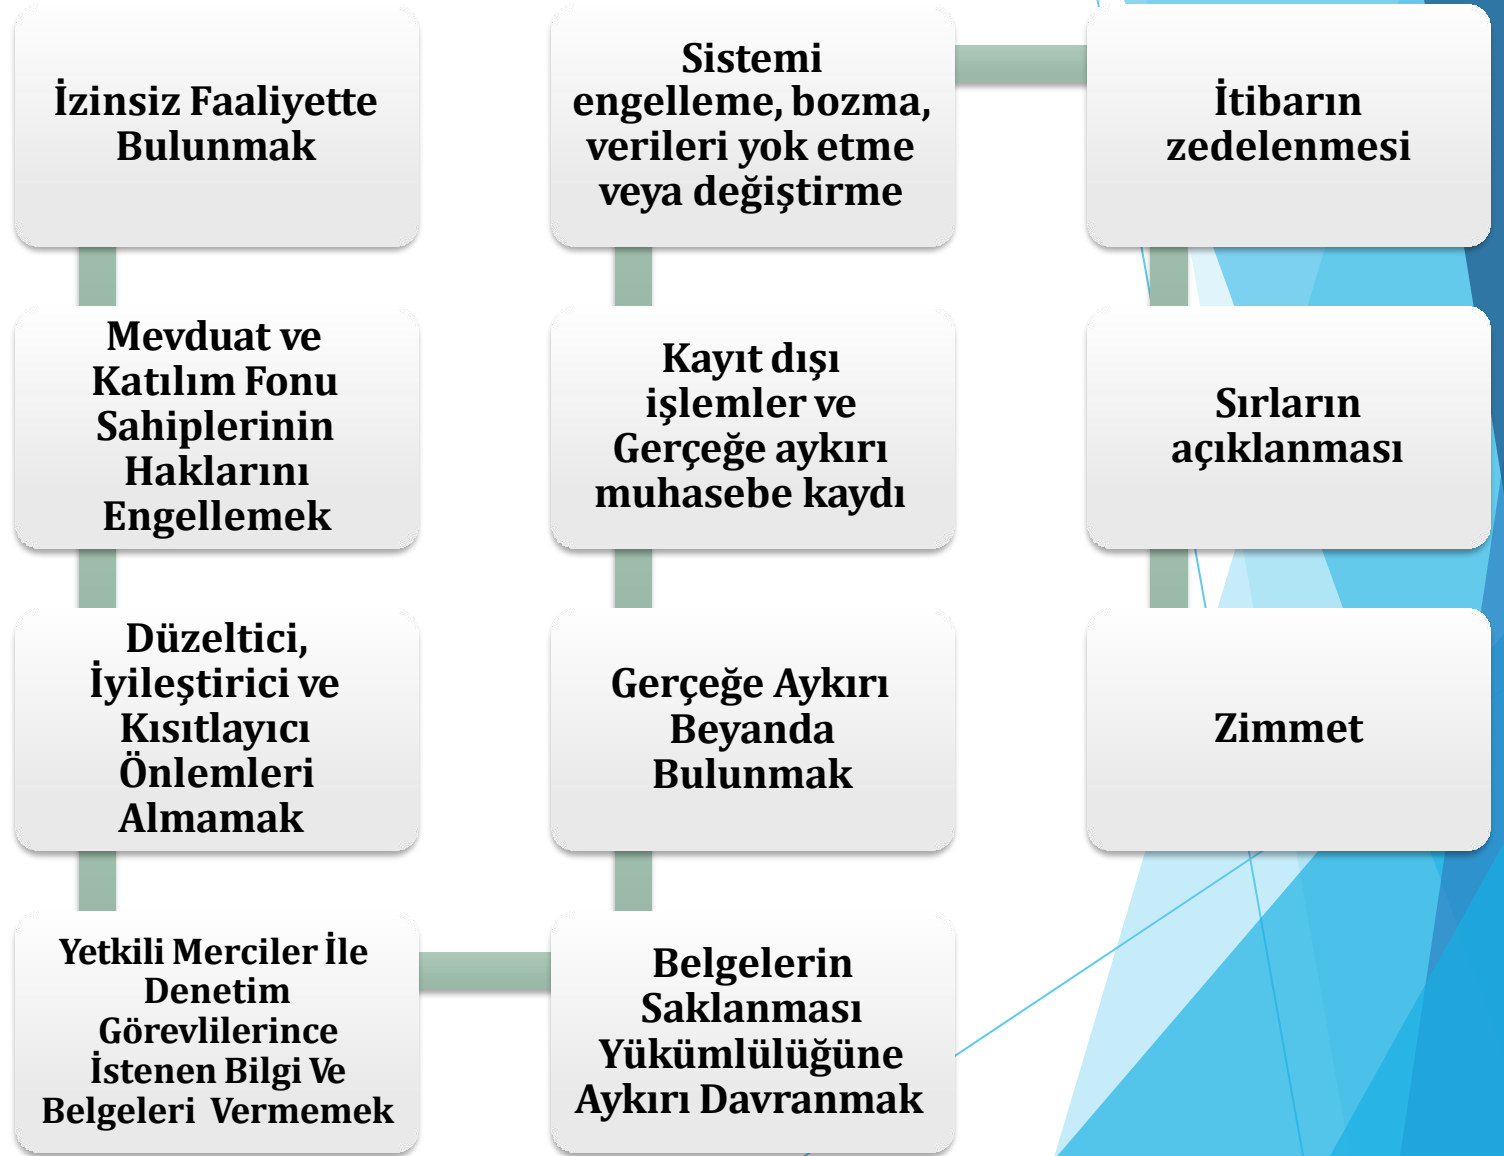 İzinsiz Faaliyette
Bulunmak
Mevduat ve
Katılım Fonu
Sahiplerinin
Haklarını
Engellemek
Düzeltici,
İyileştirici ve
Kısıtlayıcı
Önlemleri
Almamak
Yetkili Merciler İle
Denetim
Görevlilerince
İstenen Bilgi Ve
Belgeleri Vermemek
Belgelerin
Saklanması
Yükümlülüğüne
Aykırı Davranmak
Gerçeğe Aykırı
Beyanda
Bulunmak
Kayıt dışı
işlemler ve
Gerçeğe aykırı
muhasebe kaydı
Sistemi
engelleme, bozma,
verileri yok etme
veya değiştirme
İtibarın
zedelenmesi
Sırların
açıklanması
Zimmet